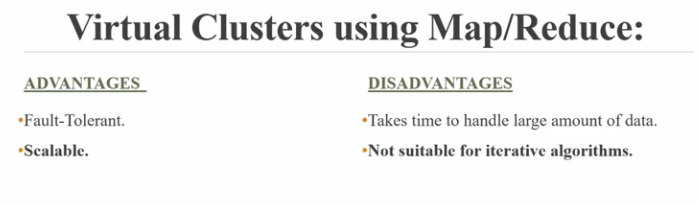 Virtual Clusters using Map/Reduce:
ADVANTAGES
•Fault-Tolerant.
•Scalable.
DISADVANTAGES
•Takes time to handle large amount of data.
•Not suitable for iterative algorithms.